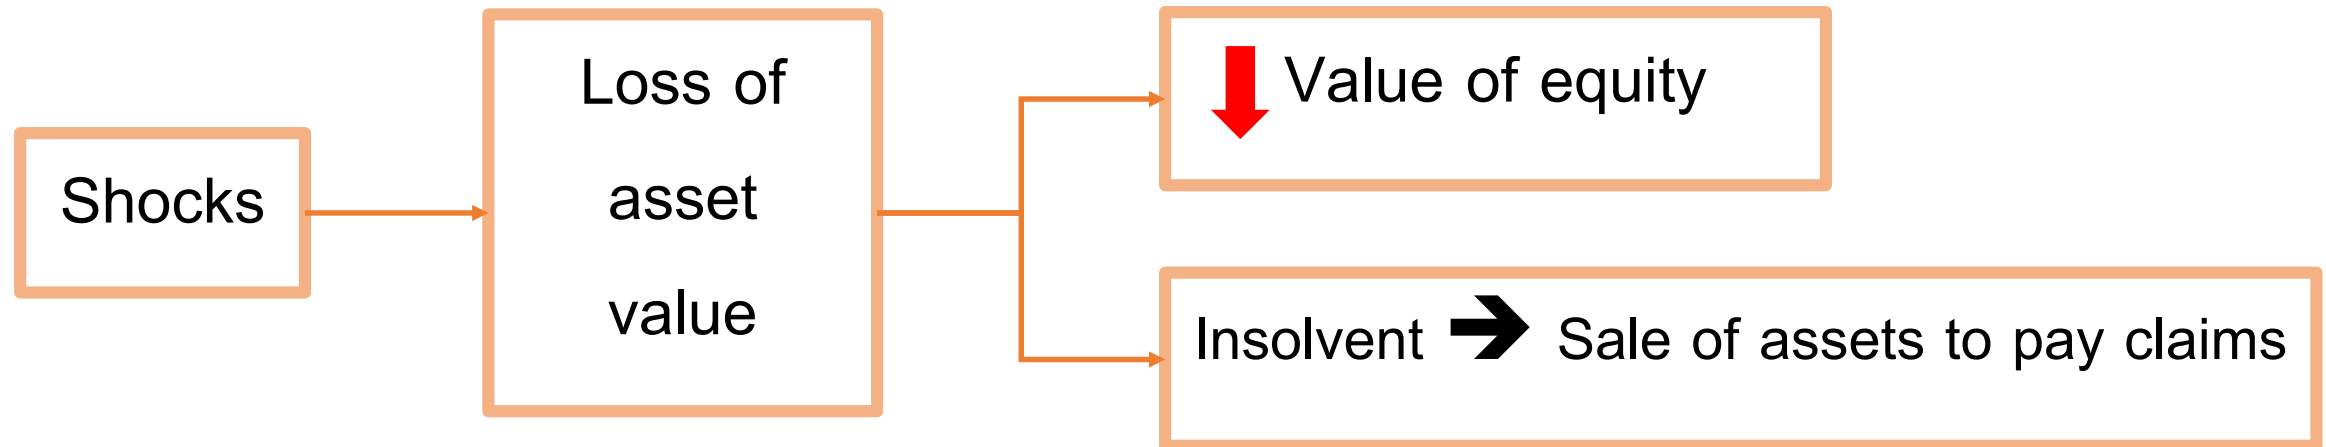 Shocks
Loss of
asset
value
Value of equity
Insolvent ➔ Sale of assets to pay claims